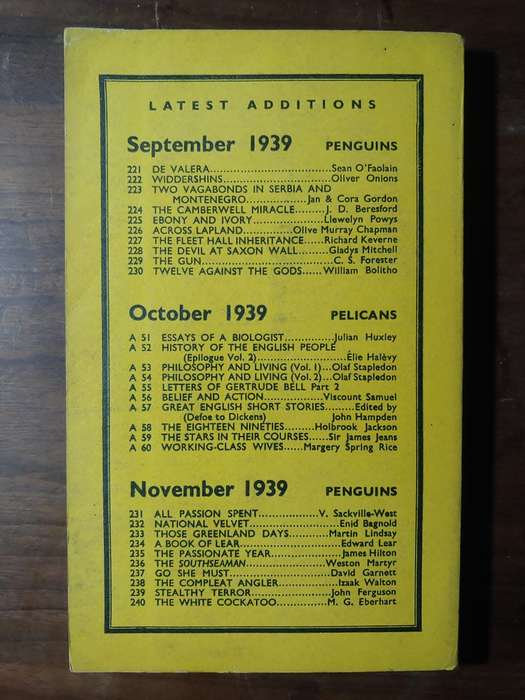 LATEST ADDITIONS
September 1939 PENGUINS
221 DE VALERA........................Sean O'Faolain
222 WIDDERSHINS....................Oliver Onions
223 TWO VAGABONDS IN SERBIA AND
MONTENEGRO..............Jan & Cora Gordon
224 THE CAMBERWELL MIRACLE.......J. D. Beresford
225 EBONY AND IVORY..............Llewelyn Powys
226 ACROSS LAPLAND.........Olive Murray Chapman
227 THE FLEET HALL INHERITANCE.....Richard Keverne
228 THE DEVIL AT SAXON WALL........Gladys Mitchell
229 THE GUN............................C. S. Forester
230 TWELVE AGAINST THE GODS.....William Bolitho
October 1939 PELICANS
A 51 ESSAYS OF A BIOLOGIST............Julian Huxley
A 52 HISTORY OF THE ENGLISH PEOPLE
(Epilogue Vol. 2)....................Élie Halèvy
A 53 PHILOSOPHY AND LIVING (Vol. 1)...Olaf Stapledon
A 54 PHILOSOPHY AND LIVING (Vol. 2)...Olaf Stapledon
A 55 LETTERS OF GERTRUDE BELL Part 2
A 56 BELIEF AND ACTION............Viscount Samuel
A 57 GREAT ENGLISH SHORT STORIES.........Edited by
(Defoe to Dickens) John Hampden
A 58 THE EIGHTEEN NINETIES.......Holbrook Jackson
A 59 THE STARS IN THEIR COURSES.....Sir James Jeans
A 60 WORKING-CLASS WIVES.....Margery Spring Rice
November 1939 PENGUINS
231 ALL PASSION SPENT..............V. Sackville-West
232 NATIONAL VELVET....................Enid Bagnold
233 THOSE GREENLAND DAYS.........Martin Lindsay
234 A BOOK OF LEAR.....................Edward Lear
235 THE PASSIONATE YEAR..............James Hilton
236 THE SOUTHSEAMAN...............Weston Martyr
237 GO SHE MUST......................David Garnett
238 THE COMPLEAT ANGLER............Izaak Walton
239 STEALTHY TERROR.................John Ferguson
240 THE WHITE COCKATOO...........M. G. Eberhart